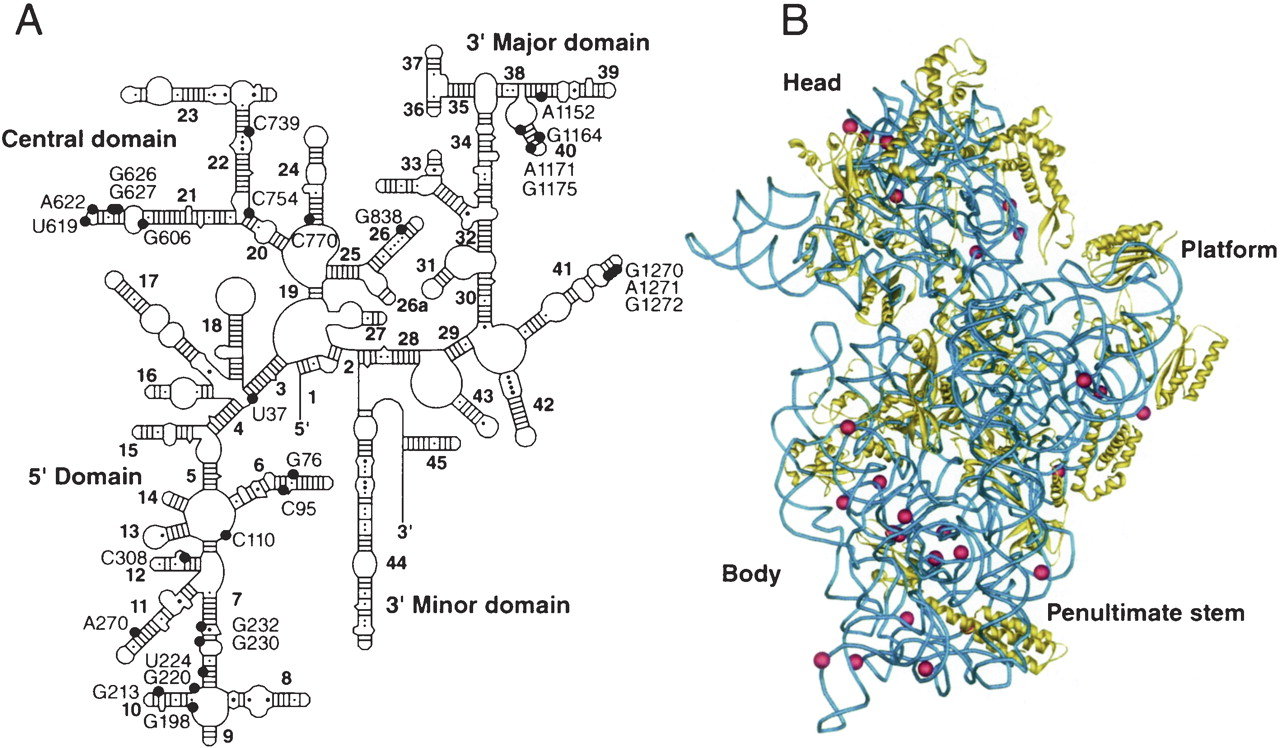 A
B
3' Major domain
37
38
39
36
35
A1152
G1164
40
A1171
G1175
34
33
32
31
30
23
Central domain
C739
22
24
G626
G627
A622
U619
21
G606
C754
20
C770
G838
26
25
26a
19
27
41
G1270
A1271
G1272
17
18
16
3
1
2
28
29
43
42
U37
5'
4
15
45
3'
5' Domain
5
6
G76
C95
14
13
C110
C308
12
44
11
7
3' Minor domain
A270
G232
G230
U224
G220
G213
10
G198
8
9
Head
Platform
Body
Penultimate stem